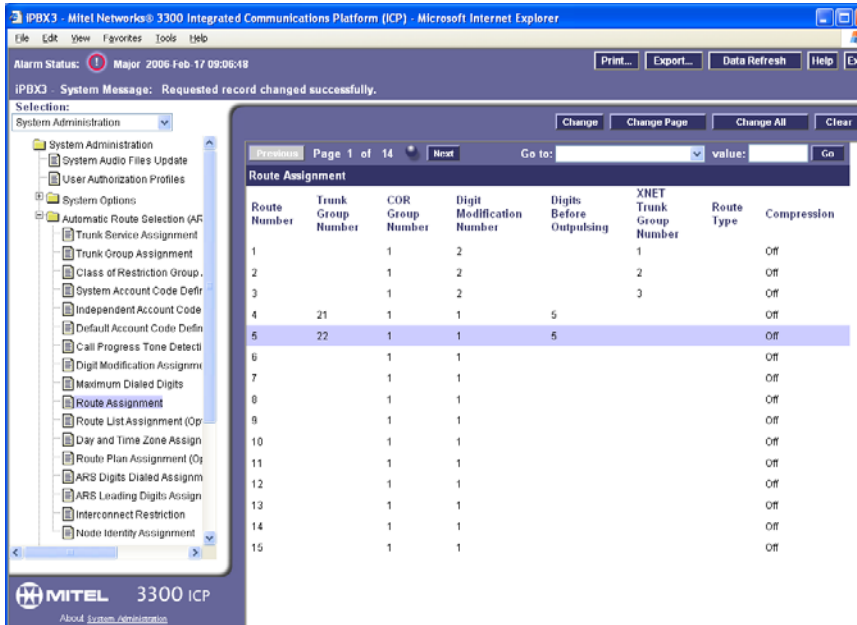 iPBX3 - Mitel Networks® 3300 Integrated Communications Platform (ICP) - Microsoft Internet Explorer
File Edit View Favorites Tools Help
Alarm Status: Major 2006-Feb-17 09:06:48 Print... Export... Data Refresh Help
iPBX3 - System Message: Requested record changed successfully.
Selection:
System Administration
Change Change Page Change All Clear
System Administration
System Audio Files Update
User Authorization Profiles
System Options
Automatic Route Selection (AR
Trunk Service Assignment
Trunk Group Assignment
Class of Restriction Group
System Account Code Defir
Independent Account Code
Default Account Code Defin
Call Progress Tone Detecti
Digit Modification Assignme
Maximum Dialed Digits
Route Assignment
Route List Assignment (Op
Day and Time Zone Assign
Route Plan Assignment (Op
ARS Digits Dialed Assignm
ARS Leading Digits Assign
Interconnect Restriction
Node Identity Assignment
Previous Page 1 of 14 Next Go to: value: Go
Route Assignment
Route Number Trunk Group Number COR Group Number Digit Modification Number Digits Before Outpulsing XNET Trunk Group Number Route Type Compression
1 1 2 1 Off
2 1 2 2 Off
3 1 2 3 Off
4 21 1 1 5 Off
5 22 1 1 5 Off
6 1 1 Off
7 1 1 Off
8 1 1 Off
9 1 1 Off
10 1 1 Off
11 1 1 Off
12 1 1 Off
13 1 1 Off
14 1 1 Off
15 1 1 Off
MITEL 3300 ICP
About System Administration